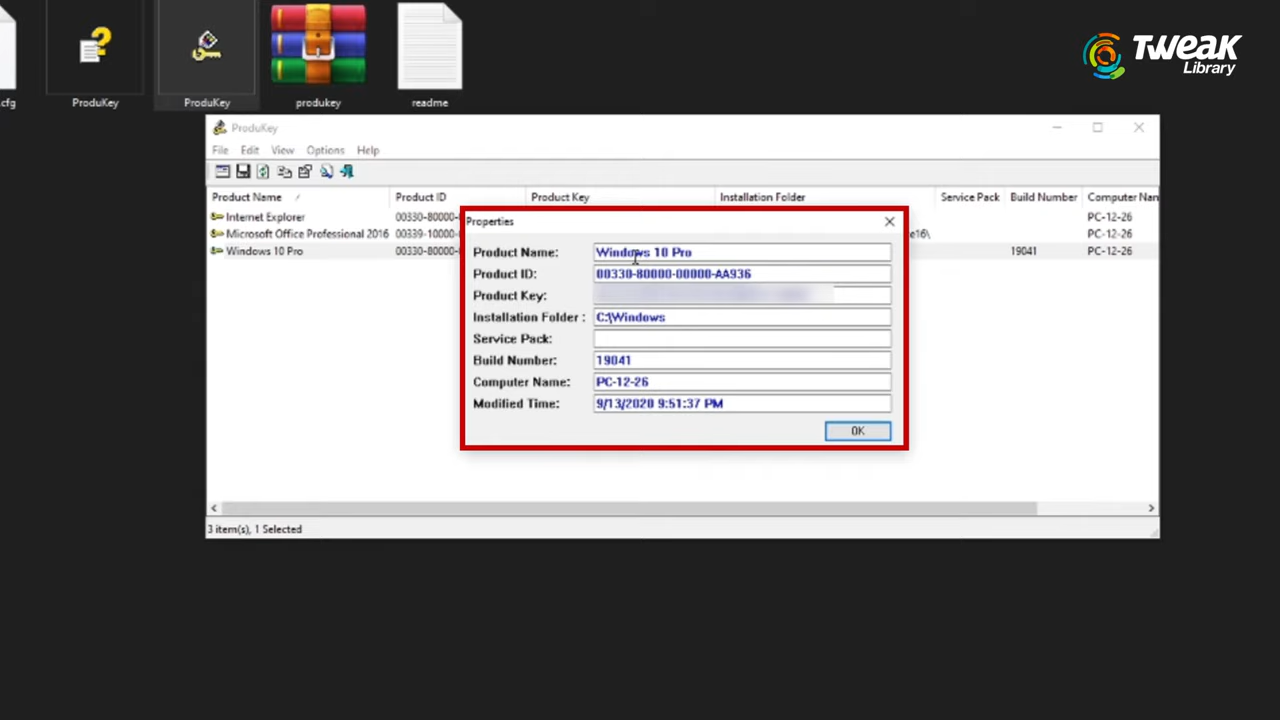 TWEAK
Library
.cfg
ProduKey
ProduKey
produkey
readme
ProduKey
File Edit View Options Help
Product Name Product ID Product Key Installation Folder Service Pack Build Number Computer Nam
Internet Explorer 00330-80000- PC-12-26
Microsoft Office Professional 2016 00339-10000- e16\ PC-12-26
Windows 10 Pro 00330-80000- 19041 PC-12-26
Properties
Product Name: Windows 10 Pro
Product ID: 00330-80000-00000-AA936
Product Key:
Installation Folder : C:\Windows
Service Pack:
Build Number: 19041
Computer Name: PC-12-26
Modified Time: 9/13/2020 9:51:37 PM
OK
3 item(s), 1 Selected